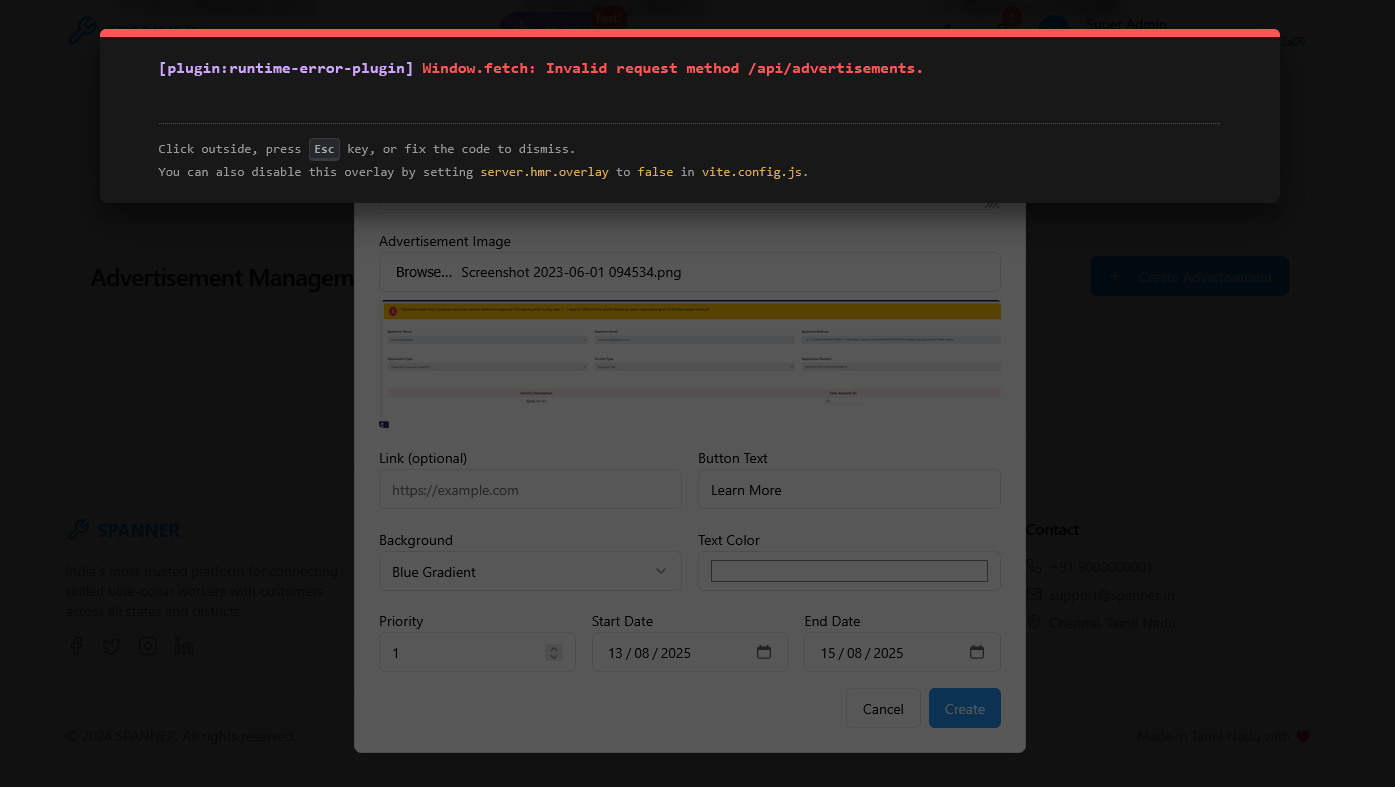 Fast!
2
SPANNER
Super Admin
[plugin:runtime-error-plugin] Window.fetch: Invalid request method /api/advertisements.
Click outside, press Esc key, or fix the code to dismiss.
You can also disable this overlay by setting server.hmr.overlay to false in vite.config.js.
Advertisement Managem
+ Create Advertisement
Advertisement Image
Browse... Screenshot 2023-06-01 094534.png
Link (optional)
Button Text
https://example.com
Learn More
Background
Text Color
Blue Gradient
Priority
Start Date
End Date
1
13 / 08 / 2025
15 / 08 / 2025
Cancel
Create
SPANNER
India's most trusted platform for connecting
skilled blue-collar workers with customers
across all states and districts.
Contact
+91 9000000001
support@spanner.in
Chennai, Tamil Nadu
© 2024 SPANNER. All rights reserved.
Made in Tamil Nadu with